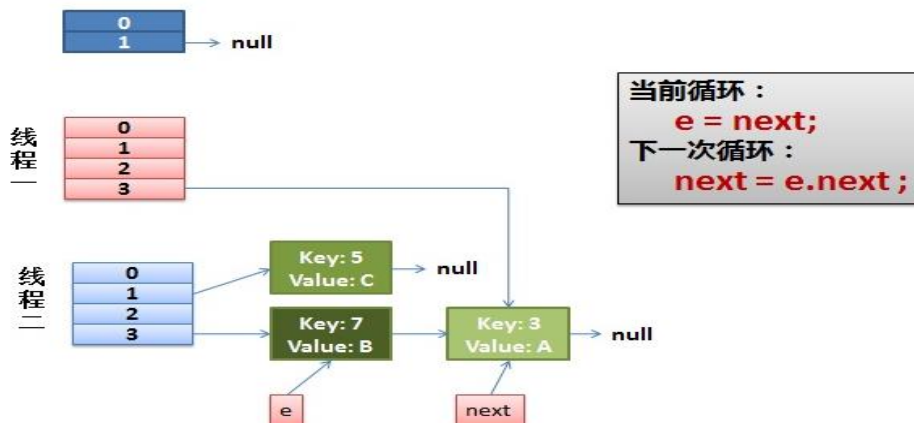 0
1
null
线程一
0
1
2
3
当前循环：
e = next;
下一次循环：
next = e.next ;
线程二
0
1
2
3
Key: 5
Value: C
null
Key: 7
Value: B
Key: 3
Value: A
null
e
next